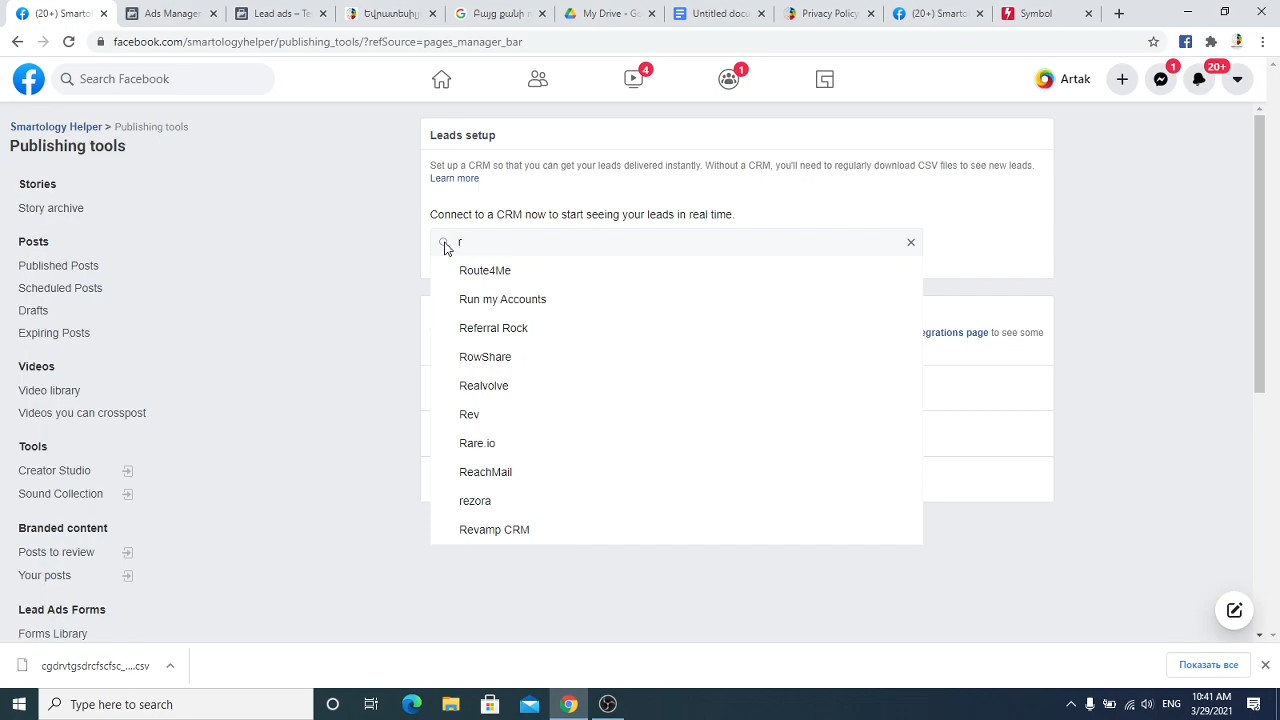 (20+) Smarto
Ads Manager
Lead ads – Te
Երևատեսիլ
Բայց քանի ո
My Drive - Go
Untitled docu
Privacy Policy
(20+) Smarto
Symbol
facebook.com/smartologyhelper/publishing_tools/?refSource=pages_manager_bar
Search Facebook
4
1
Artak
1
20+
Smartology Helper > Publishing tools
Publishing tools
Stories
Story archive
Posts
Published Posts
Scheduled Posts
Drafts
Expiring Posts
Videos
Video library
Videos you can crosspost
Tools
Creator Studio
Sound Collection
Branded content
Posts to review
Your posts
Lead Ads Forms
Forms Library
Leads setup
Set up a CRM so that you can get your leads delivered instantly. Without a CRM, you'll need to regularly download CSV files to see new leads.
Learn more
Connect to a CRM now to start seeing your leads in real time.
r
Route4Me
Run my Accounts
Referral Rock
egrations page to see some
RowShare
Realvolve
Rev
Rare.io
ReachMail
rezora
Revamp CRM
cgdrvtgsdrcfscfsc_....csv
Показать все
Type here to search
ENG
10:41 AM
3/29/2021